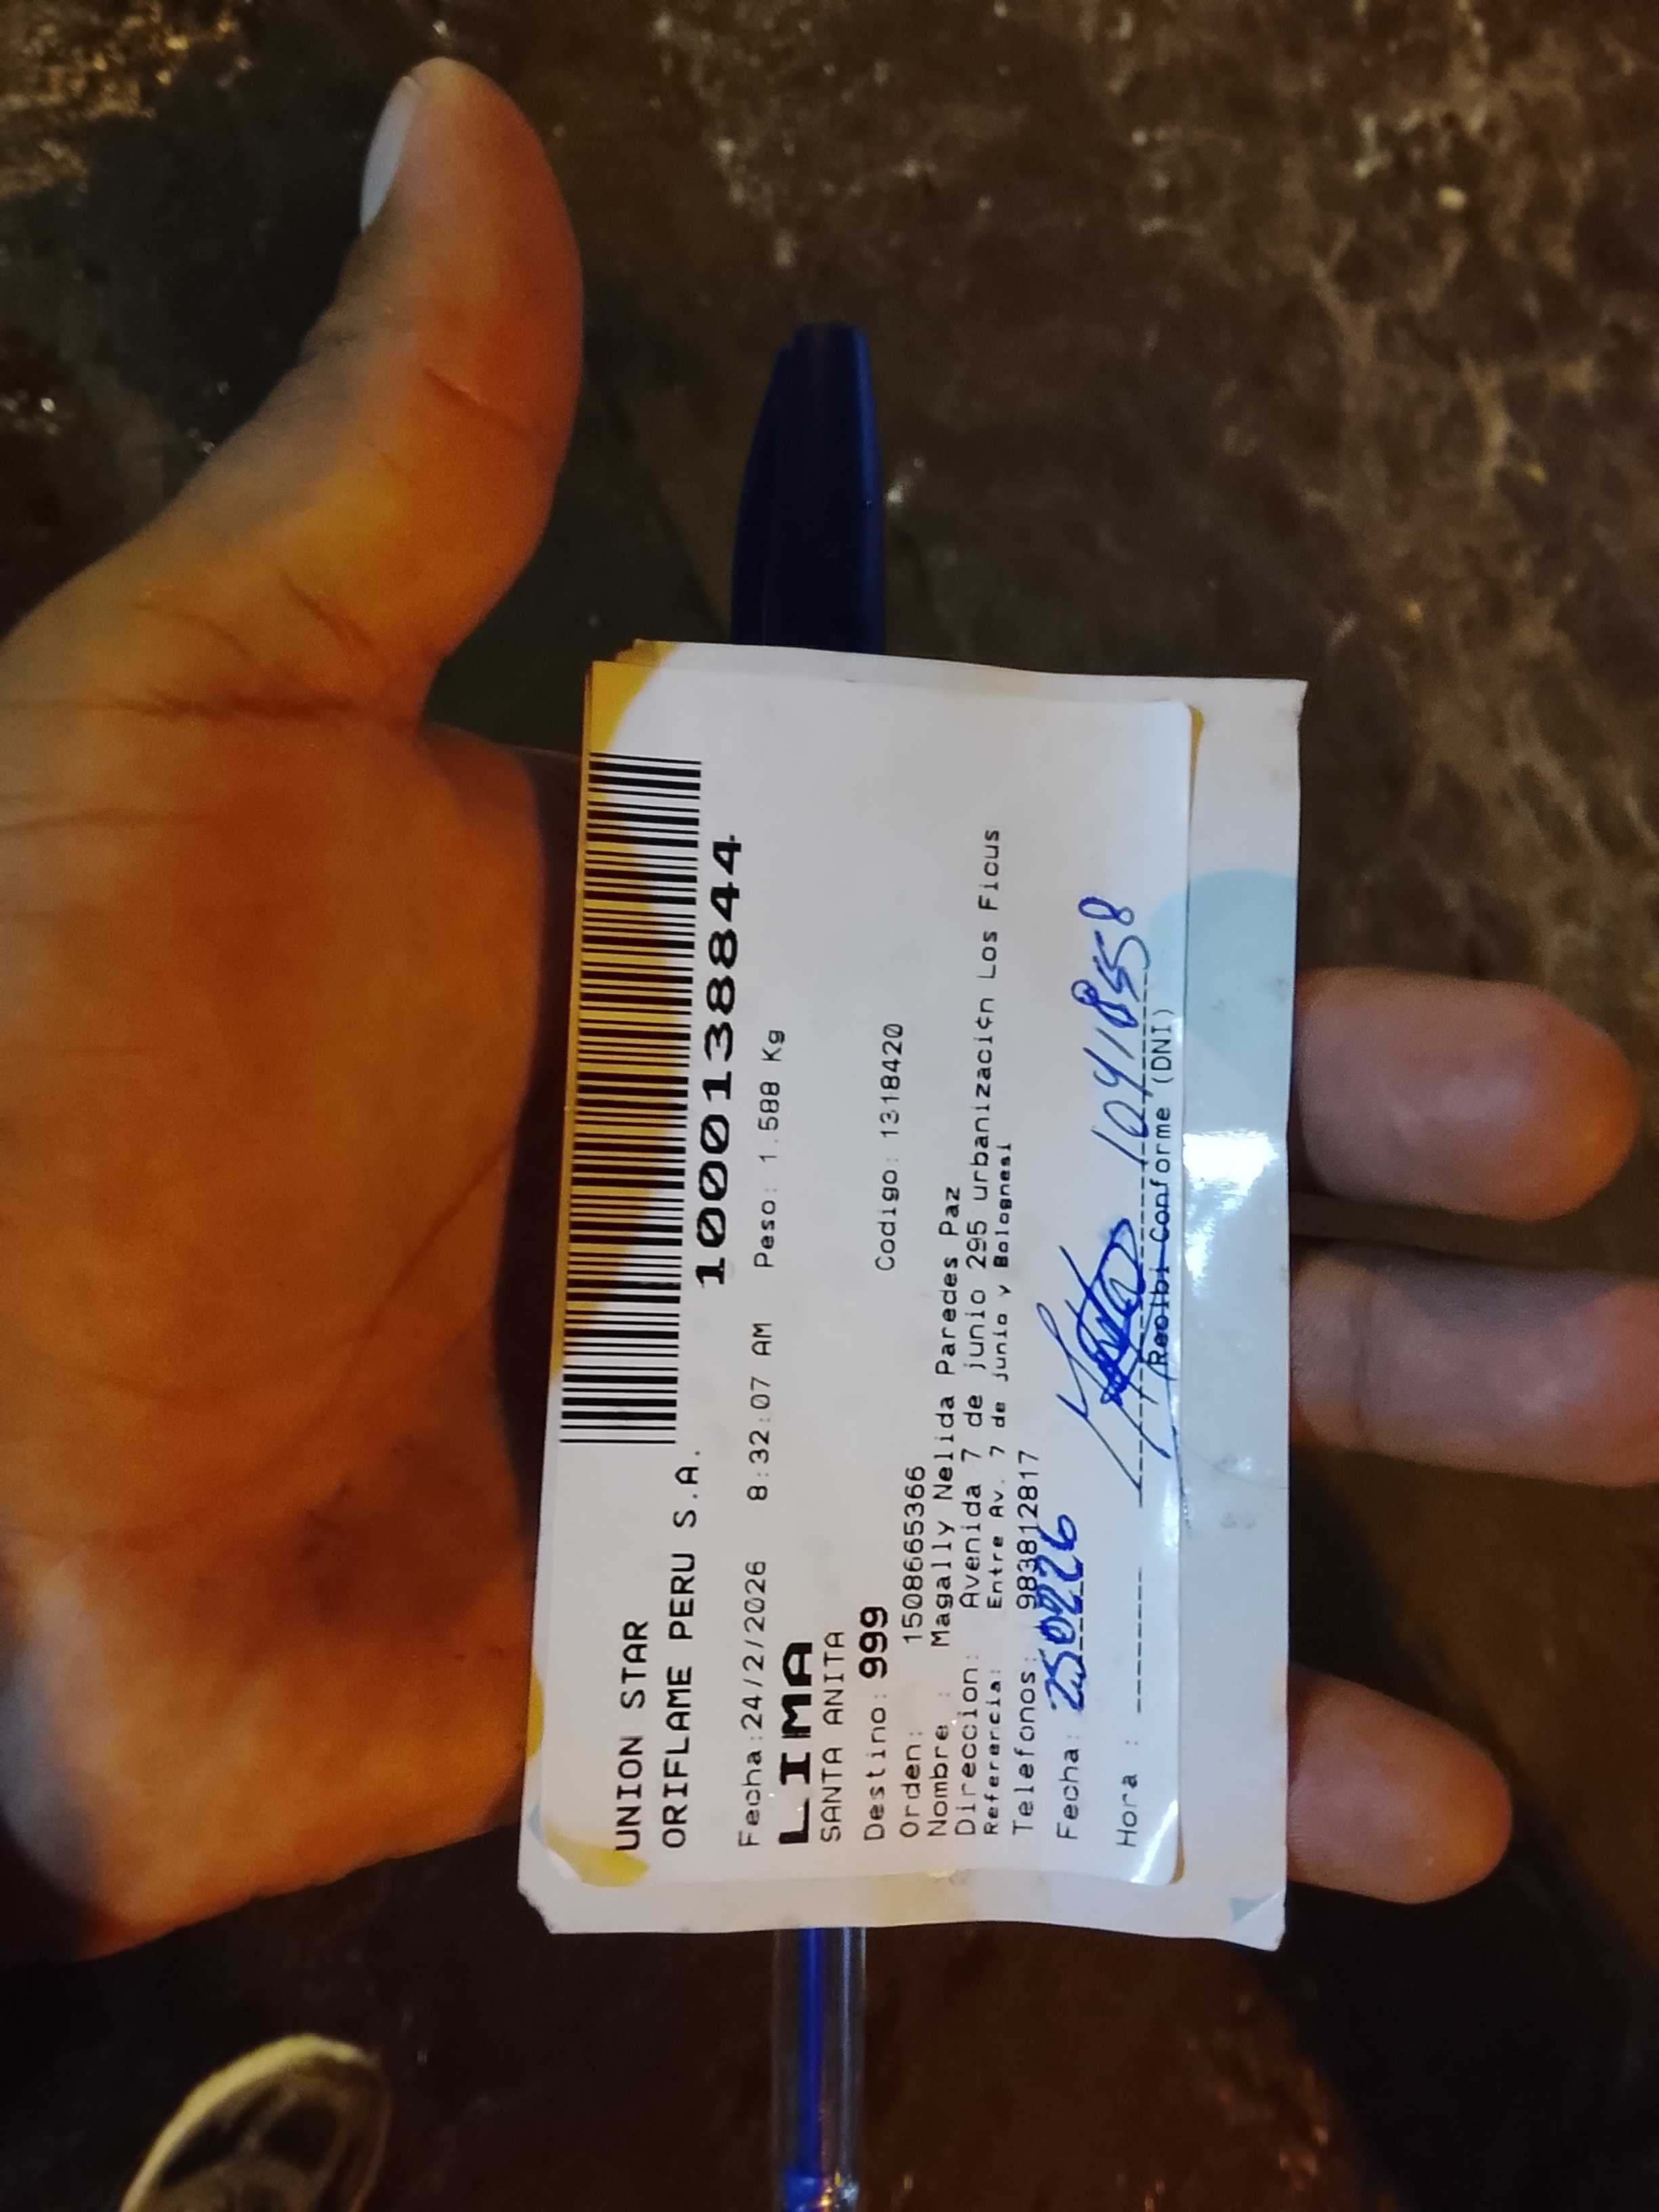 UNION STAR
ORIFLAME PERU S.A.
1000138844
Fecha:24/2/2026 8:32:07 AM Peso: 1.588 Kg
LIMA
SANTA ANITA
Destino: 999 Codigo: 1318420
Orden: 1508665366
Nombre : Magally Nelida Paredes Paz
Direccion: Avenida 7 de junio 295 urbanizaci¢n Los Ficus
Referencia: Entre Av. 7 de junio y Bolognesi
Telefonos: 983812817
Fecha: 250226
Hora :
(Recibi Conforme (DNI)